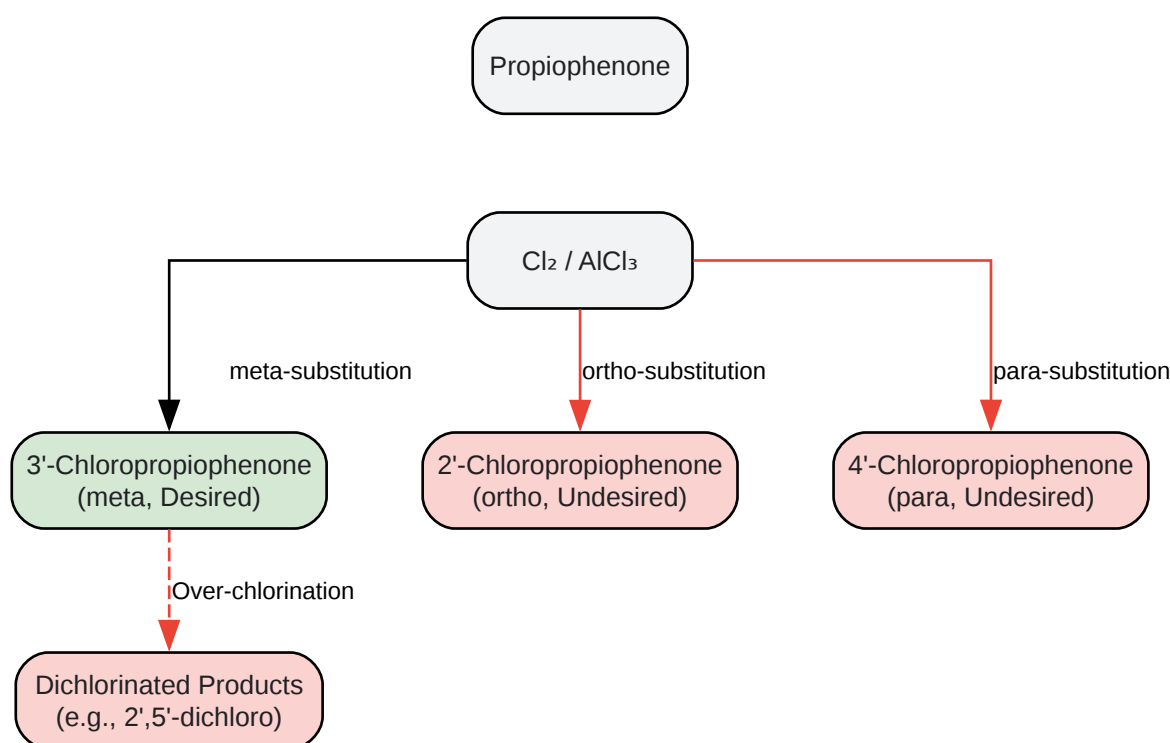 Propiophenone
Cl₂ / AlCl₃
meta-substitution
ortho-substitution
para-substitution
3'-Chloropropiophenone
(meta, Desired)
2'-Chloropropiophenone
(ortho, Undesired)
4'-Chloropropiophenone
(para, Undesired)
Over-chlorination
Dichlorinated Products
(e.g., 2',5'-dichloro)